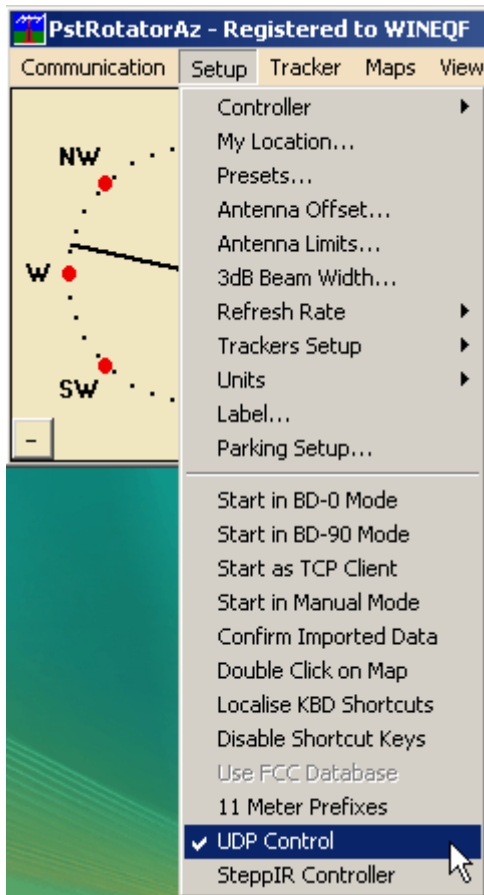 PstRotatorAz - Registered to WINEQF
Communication Setup Tracker Maps View
NW
W
SW
-
Controller
My Location...
Presets...
Antenna Offset...
Antenna Limits...
3dB Beam Width...
Refresh Rate
Trackers Setup
Units
Label...
Parking Setup...
Start in BD-0 Mode
Start in BD-90 Mode
Start as TCP Client
Start in Manual Mode
Confirm Imported Data
Double Click on Map
Localise KBD Shortcuts
Disable Shortcut Keys
Use FCC Database
11 Meter Prefixes
UDP Control
SteppIR Controller